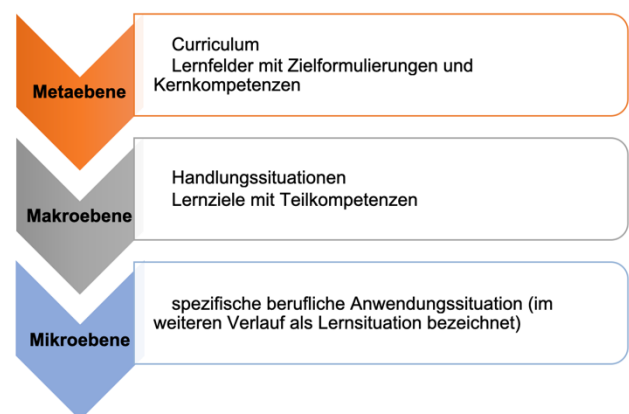 Metaebene
Curriculum
Lernfelder mit Zielformulierungen und
Kernkompetenzen
Makroebene
Handlungssituationen
Lernziele mit Teilkompetenzen
Mikroebene
spezifische berufliche Anwendungssituation (im
weiteren Verlauf als Lernsituation bezeichnet)